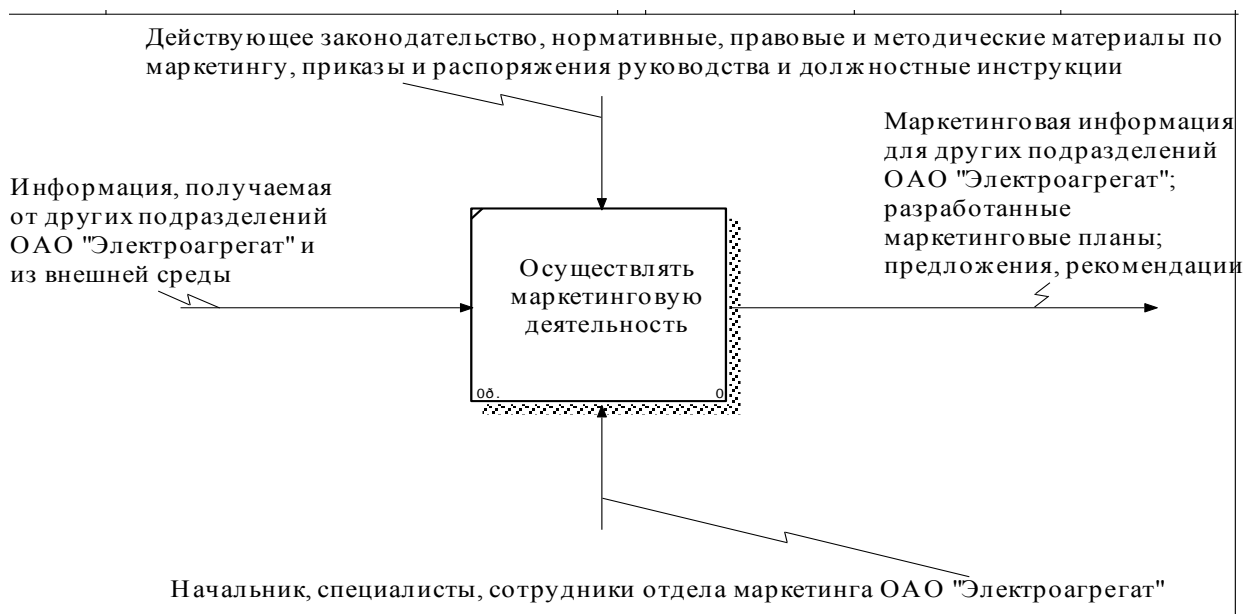 Действующее законодательство, нормативные, правовые и методические материалы по
маркетингу, приказы и распоряжения руководства и должностные инструкции
Маркетинговая информация
для других подразделений
ОАО "Электроагрегат";
разработанные
маркетинговые планы;
предложения, рекомендации
Информация, получаемая
от других подразделений
ОАО "Электроагрегат" и
из внешней среды
Осуществлять
маркетинговую
деятельность
0ð. 0
Начальник, специалисты, сотрудники отдела маркетинга ОАО "Электроагрегат"